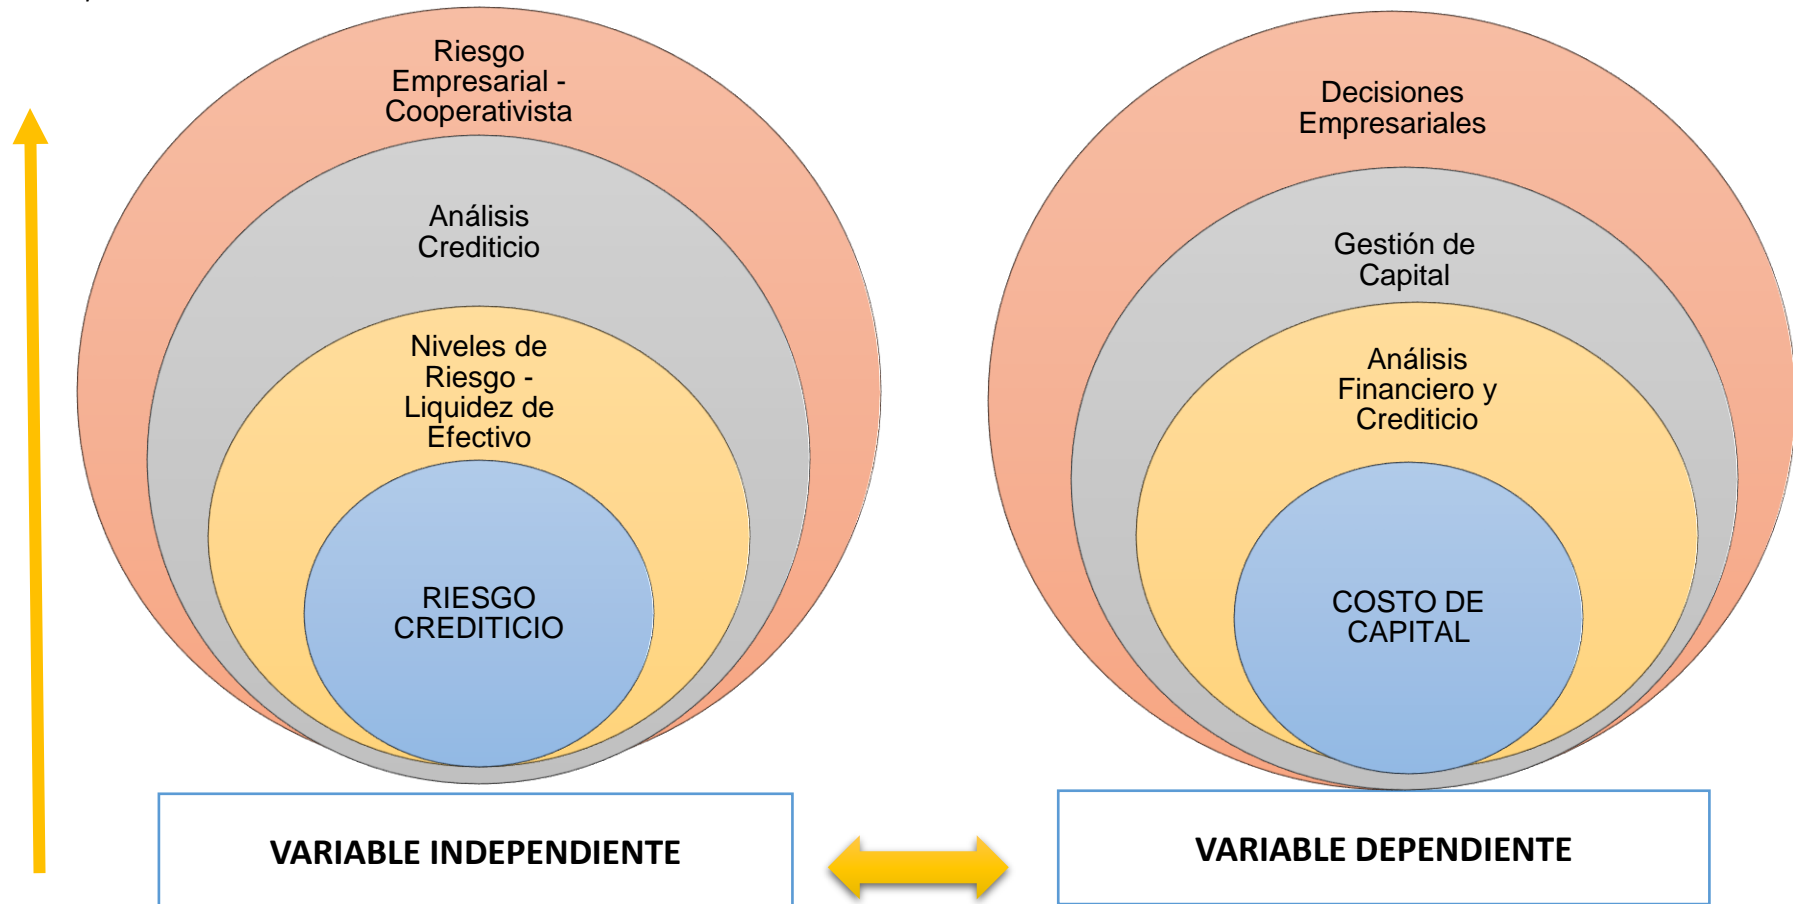 Riesgo
Empresarial -
Cooperativista
Análisis
Crediticio
Niveles de
Riesgo -
Liquidez de
Efectivo
RIESGO
CREDITICIO
VARIABLE INDEPENDIENTE
Decisiones
Empresariales
Gestión de
Capital
Análisis
Financiero y
Crediticio
COSTO DE
CAPITAL
VARIABLE DEPENDIENTE